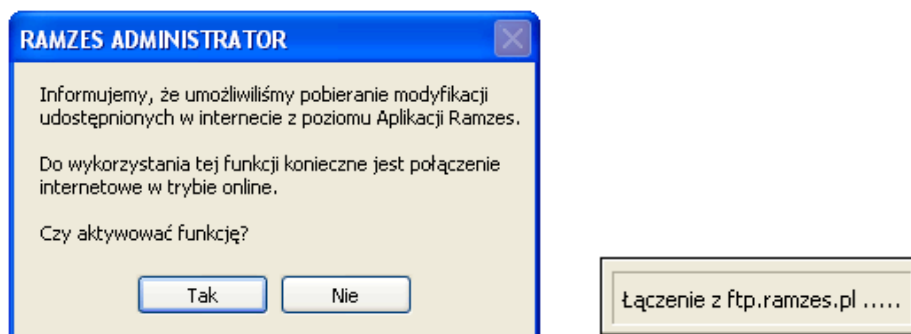 RAMZES ADMINISTRATOR
Informujemy, że umożliwiliśmy pobieranie modyfikacji
udostępnionych w internecie z poziomu Aplikacji Ramzes.
Do wykorzystania tej funkcji konieczne jest połączenie
internetowe w trybie online.
Czy aktywować funkcję?
Tak Nie
Łączenie z ftp.ramzes.pl .....